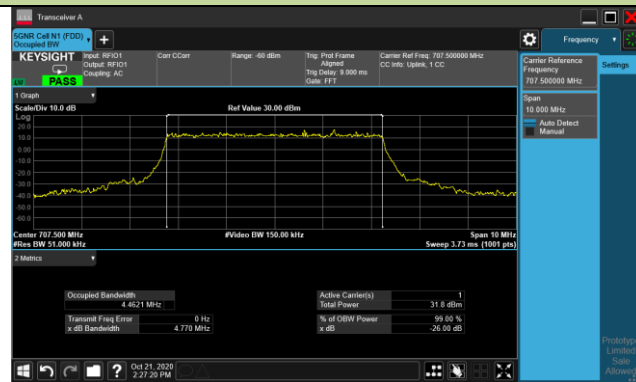 Transceiver A
5GNR Cell N1 (FDD)
Occupied BW
KEYSIGHT
PASS
Input: RFIO1
Output: RFIO1
Coupling: AC
Corr CCorr
Range: -60 dBm
Trig: Prot Frame
Aligned
Trig Delay: 9.000 ms
Gate: FFT
Carrier Ref Freq: 707.500000 MHz
CC Info: Uplink, 1 CC
Frequency
Carrier Reference
Frequency
707.500000 MHz
Settings
Span
10.000 MHz
Auto Detect
Manual
1 Graph
Scale/Div 10.0 dB
Ref Value 30.00 dBm
Log
20.0
10.0
0.00
-10.0
-20.0
-30.0
-40.0
-50.0
-60.0
Center 707.500 MHz
#Video BW 150.00 kHz
Span 10 MHz
#Res BW 51.000 kHz
Sweep 3.73 ms (1001 pts)
2 Metrics
Occupied Bandwidth
4.4621 MHz
Active Carrier(s) 1
Total Power 31.8 dBm
Transmit Freq Error 0 Hz
x dB Bandwidth 4.770 MHz
% of OBW Power 99.00 %
x dB -26.00 dB
Prototype
Limited
Sale
Allowed
Oct 21, 2020
2:27:20 PM